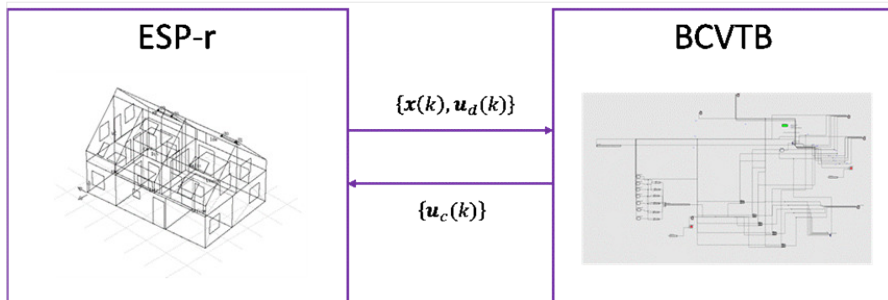 ESP-r
BCVTB
{x(k), u_d(k)}
{u_c(k)}